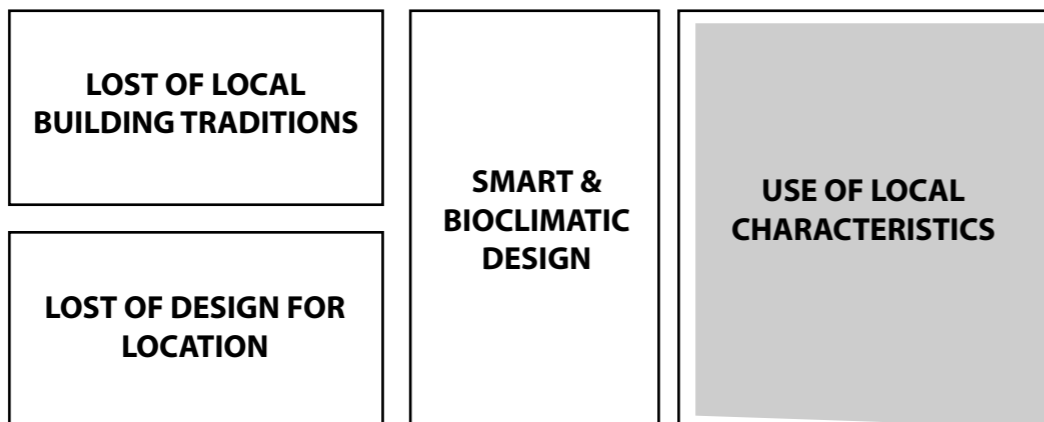 LOST OF LOCAL
BUILDING TRADITIONS
LOST OF DESIGN FOR
LOCATION
SMART &
BIOCLIMATIC
DESIGN
USE OF LOCAL
CHARACTERISTICS